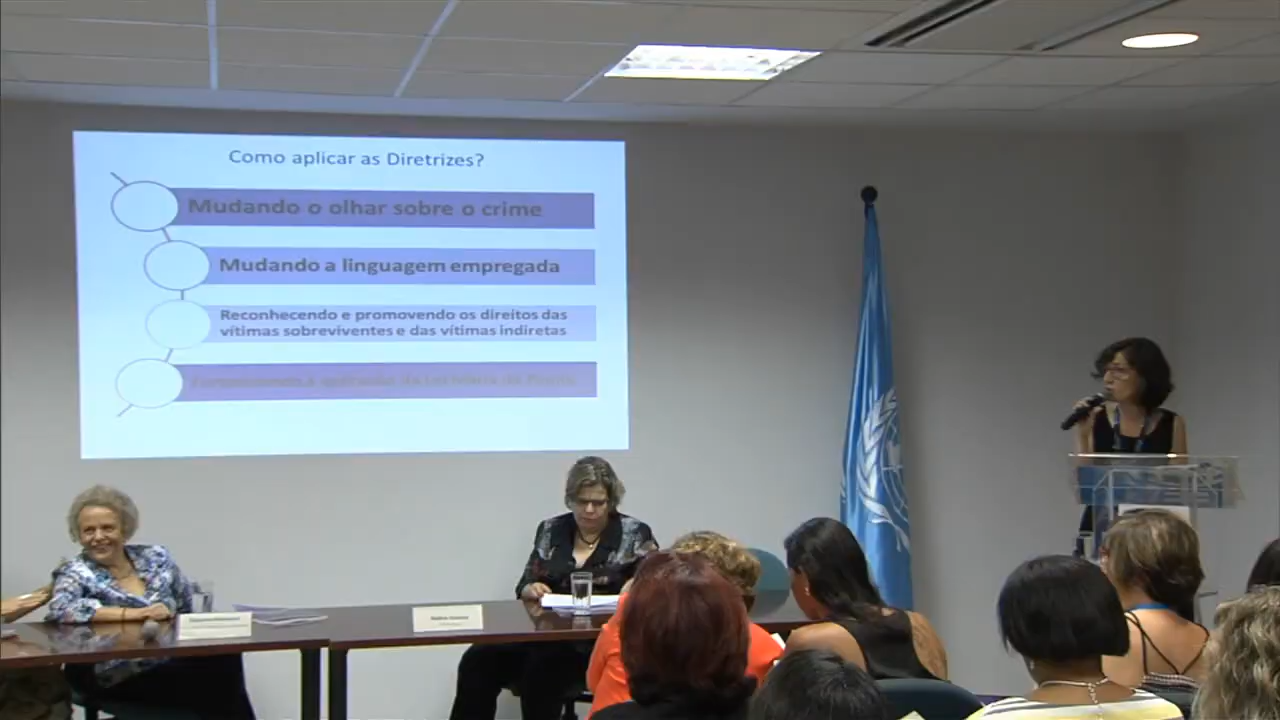 Como aplicar as Diretrizes?
Mudando o olhar sobre o crime
Mudando a linguagem empregada
Reconhecendo e promovendo os direitos das
vítimas sobreviventes e das vítimas indiretas